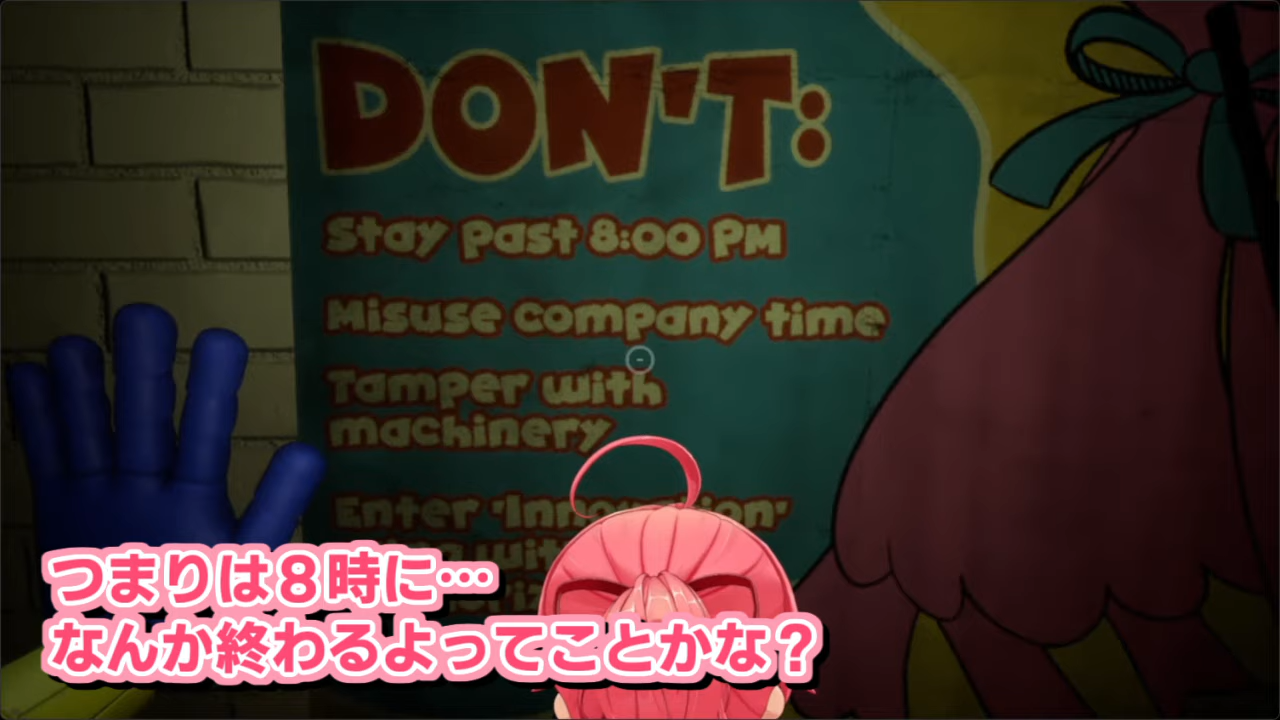 DON'T:
Stay past 8:00 PM
Misuse company time
Tamper with
machinery
Enter
つまりは８時に…
なんか終わるよってことかな？